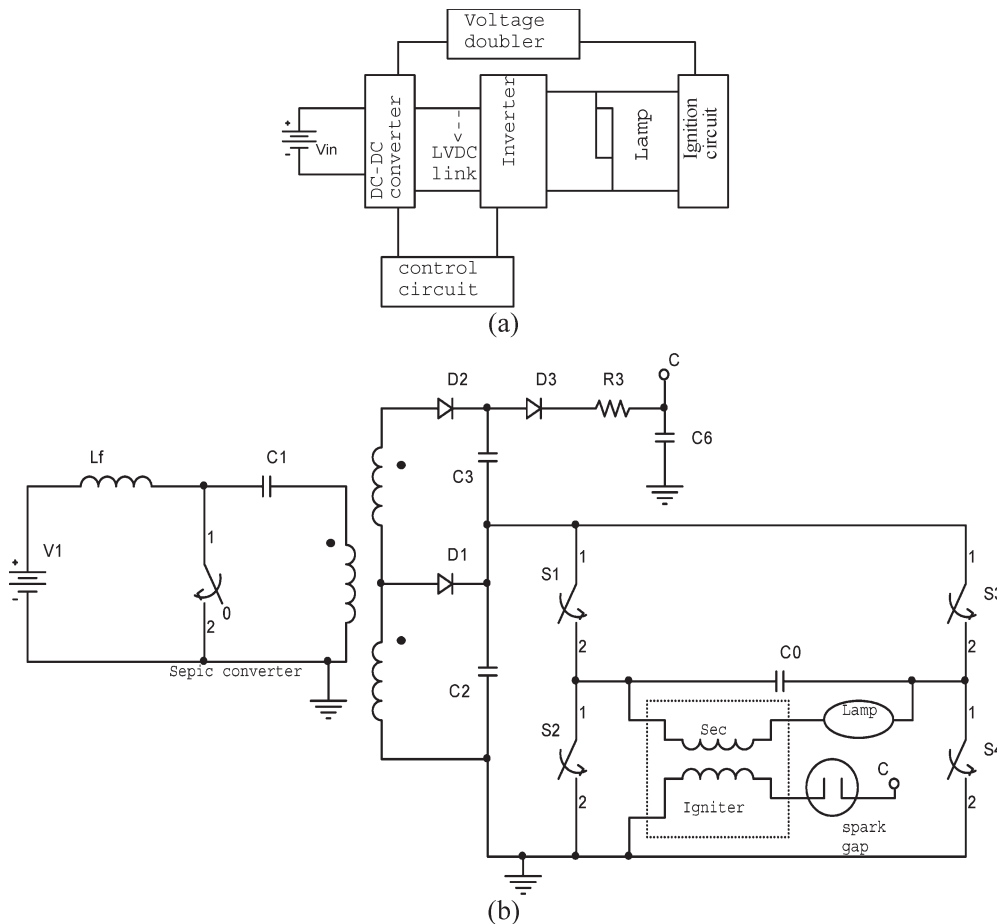 Voltage
doubler
+
-
Vin
DC-DC
converter
LVDC
link
Inverter
Lamp
Ignition
circuit
control
circuit
(a)
D2
D3
R3
C
C6
C3
Lf
C1
V1
+
-
1
2
0
Sepic converter
D1
C2
S1
1
2
S3
1
2
C0
S2
1
2
Sec
Lamp
Igniter
C
spark
gap
S4
1
2
(b)